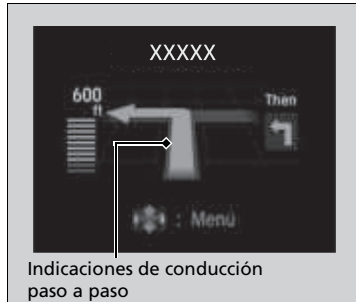 XXXXX
600
ft
Then
: Menú
Indicaciones de conducción
paso a paso